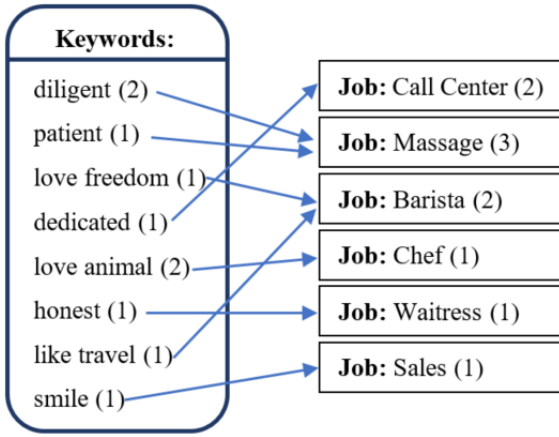 Keywords:
diligent (2)
patient (1)
love freedom (1)
dedicated (1)
love animal (2)
honest (1)
like travel (1)
smile (1)
Job: Call Center (2)
Job: Massage (3)
Job: Barista (2)
Job: Chef (1)
Job: Waitress (1)
Job: Sales (1)